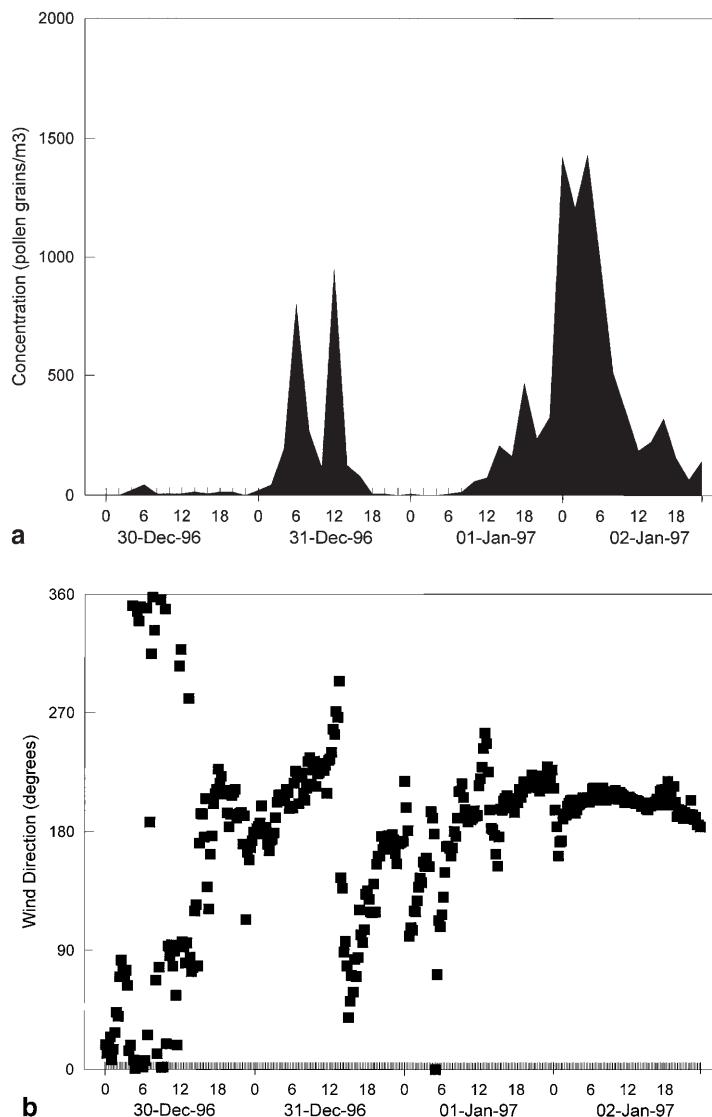 2000
1500
1000
500
0
Concentration (pollen grains/m3)
0 6 12 18 0 6 12 18 0 6 12 18 0 6 12 18
30-Dec-96 31-Dec-96 01-Jan-97 02-Jan-97
a
360
270
180
90
0
Wind Direction (degrees)
0 6 12 18 0 6 12 18 0 6 12 18 0 6 12 18
30-Dec-96 31-Dec-96 01-Jan-97 02-Jan-97
b